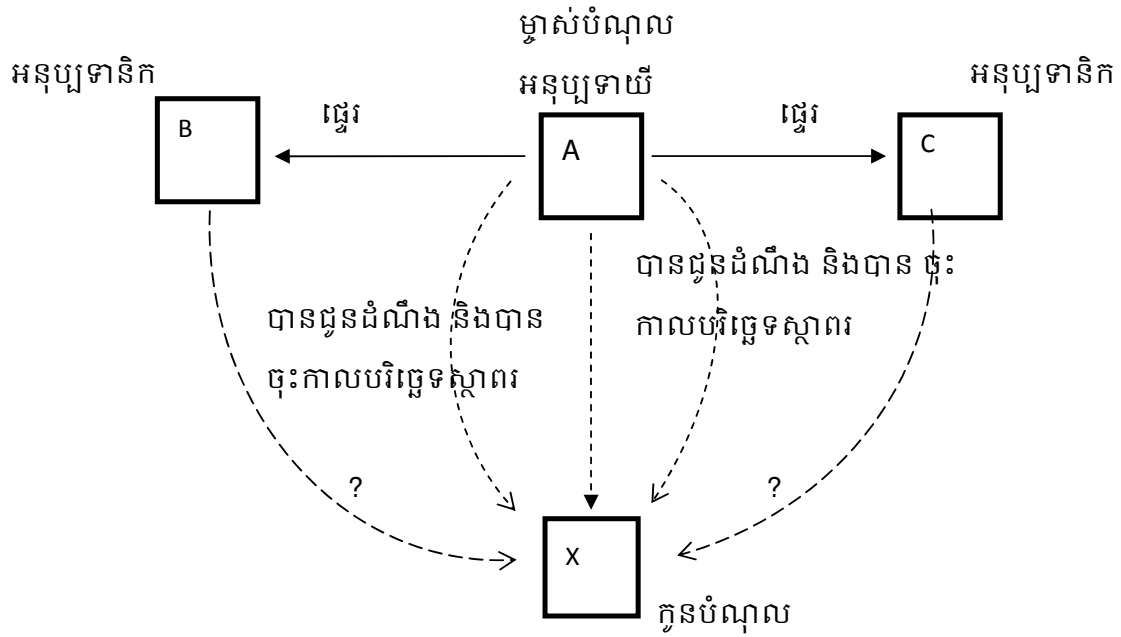 ម្ចាស់បំណុល
អនុប្បទានិក
អនុប្បទាយី
អនុប្បទានិក
B
ផ្ទេរ
A
ផ្ទេរ
C
បានជូនដំណឹង និងបាន ចុះ
កាលបរិច្ឆេទស្ថាពរ
បានជូនដំណឹង និងបាន
ចុះកាលបរិច្ឆេទស្ថាពរ
?
?
X
កូនបំណុល